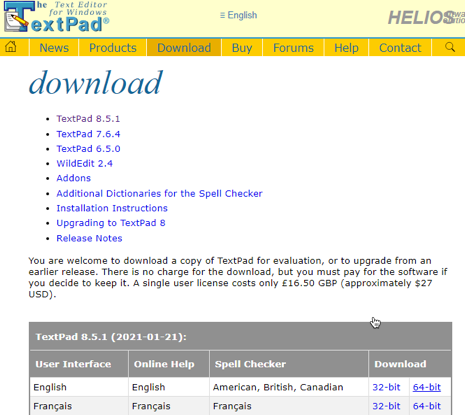 The Text Editor
for Windows
TextPad®
≡ English
HELIOS
News Products Download Buy Forums Help Contact
download
TextPad 8.5.1
TextPad 7.6.4
TextPad 6.5.0
WildEdit 2.4
Addons
Additional Dictionaries for the Spell Checker
Installation Instructions
Upgrading to TextPad 8
Release Notes
You are welcome to download a copy of TextPad for evaluation, or to upgrade from an
earlier release. There is no charge for the download, but you must pay for the software if
you decide to keep it. A single user license costs only £16.50 GBP (approximately $27
USD).
TextPad 8.5.1 (2021-01-21):
User Interface Online Help Spell Checker Download
English English American, British, Canadian 32-bit 64-bit
Français Français Français 32-bit 64-bit